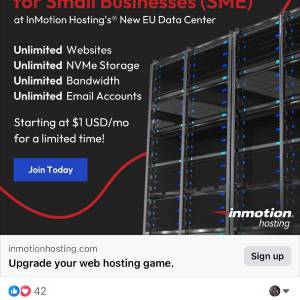 for Small Businesses (SME)
at InMotion Hosting's® New EU Data Center
Unlimited Websites
Unlimited NVMe Storage
Unlimited Bandwidth
Unlimited Email Accounts
Starting at $1 USD/mo
for a limited time!
Join Today
inmotion
hosting
inmotionhosting.com
Upgrade your web hosting game.
Sign up
42